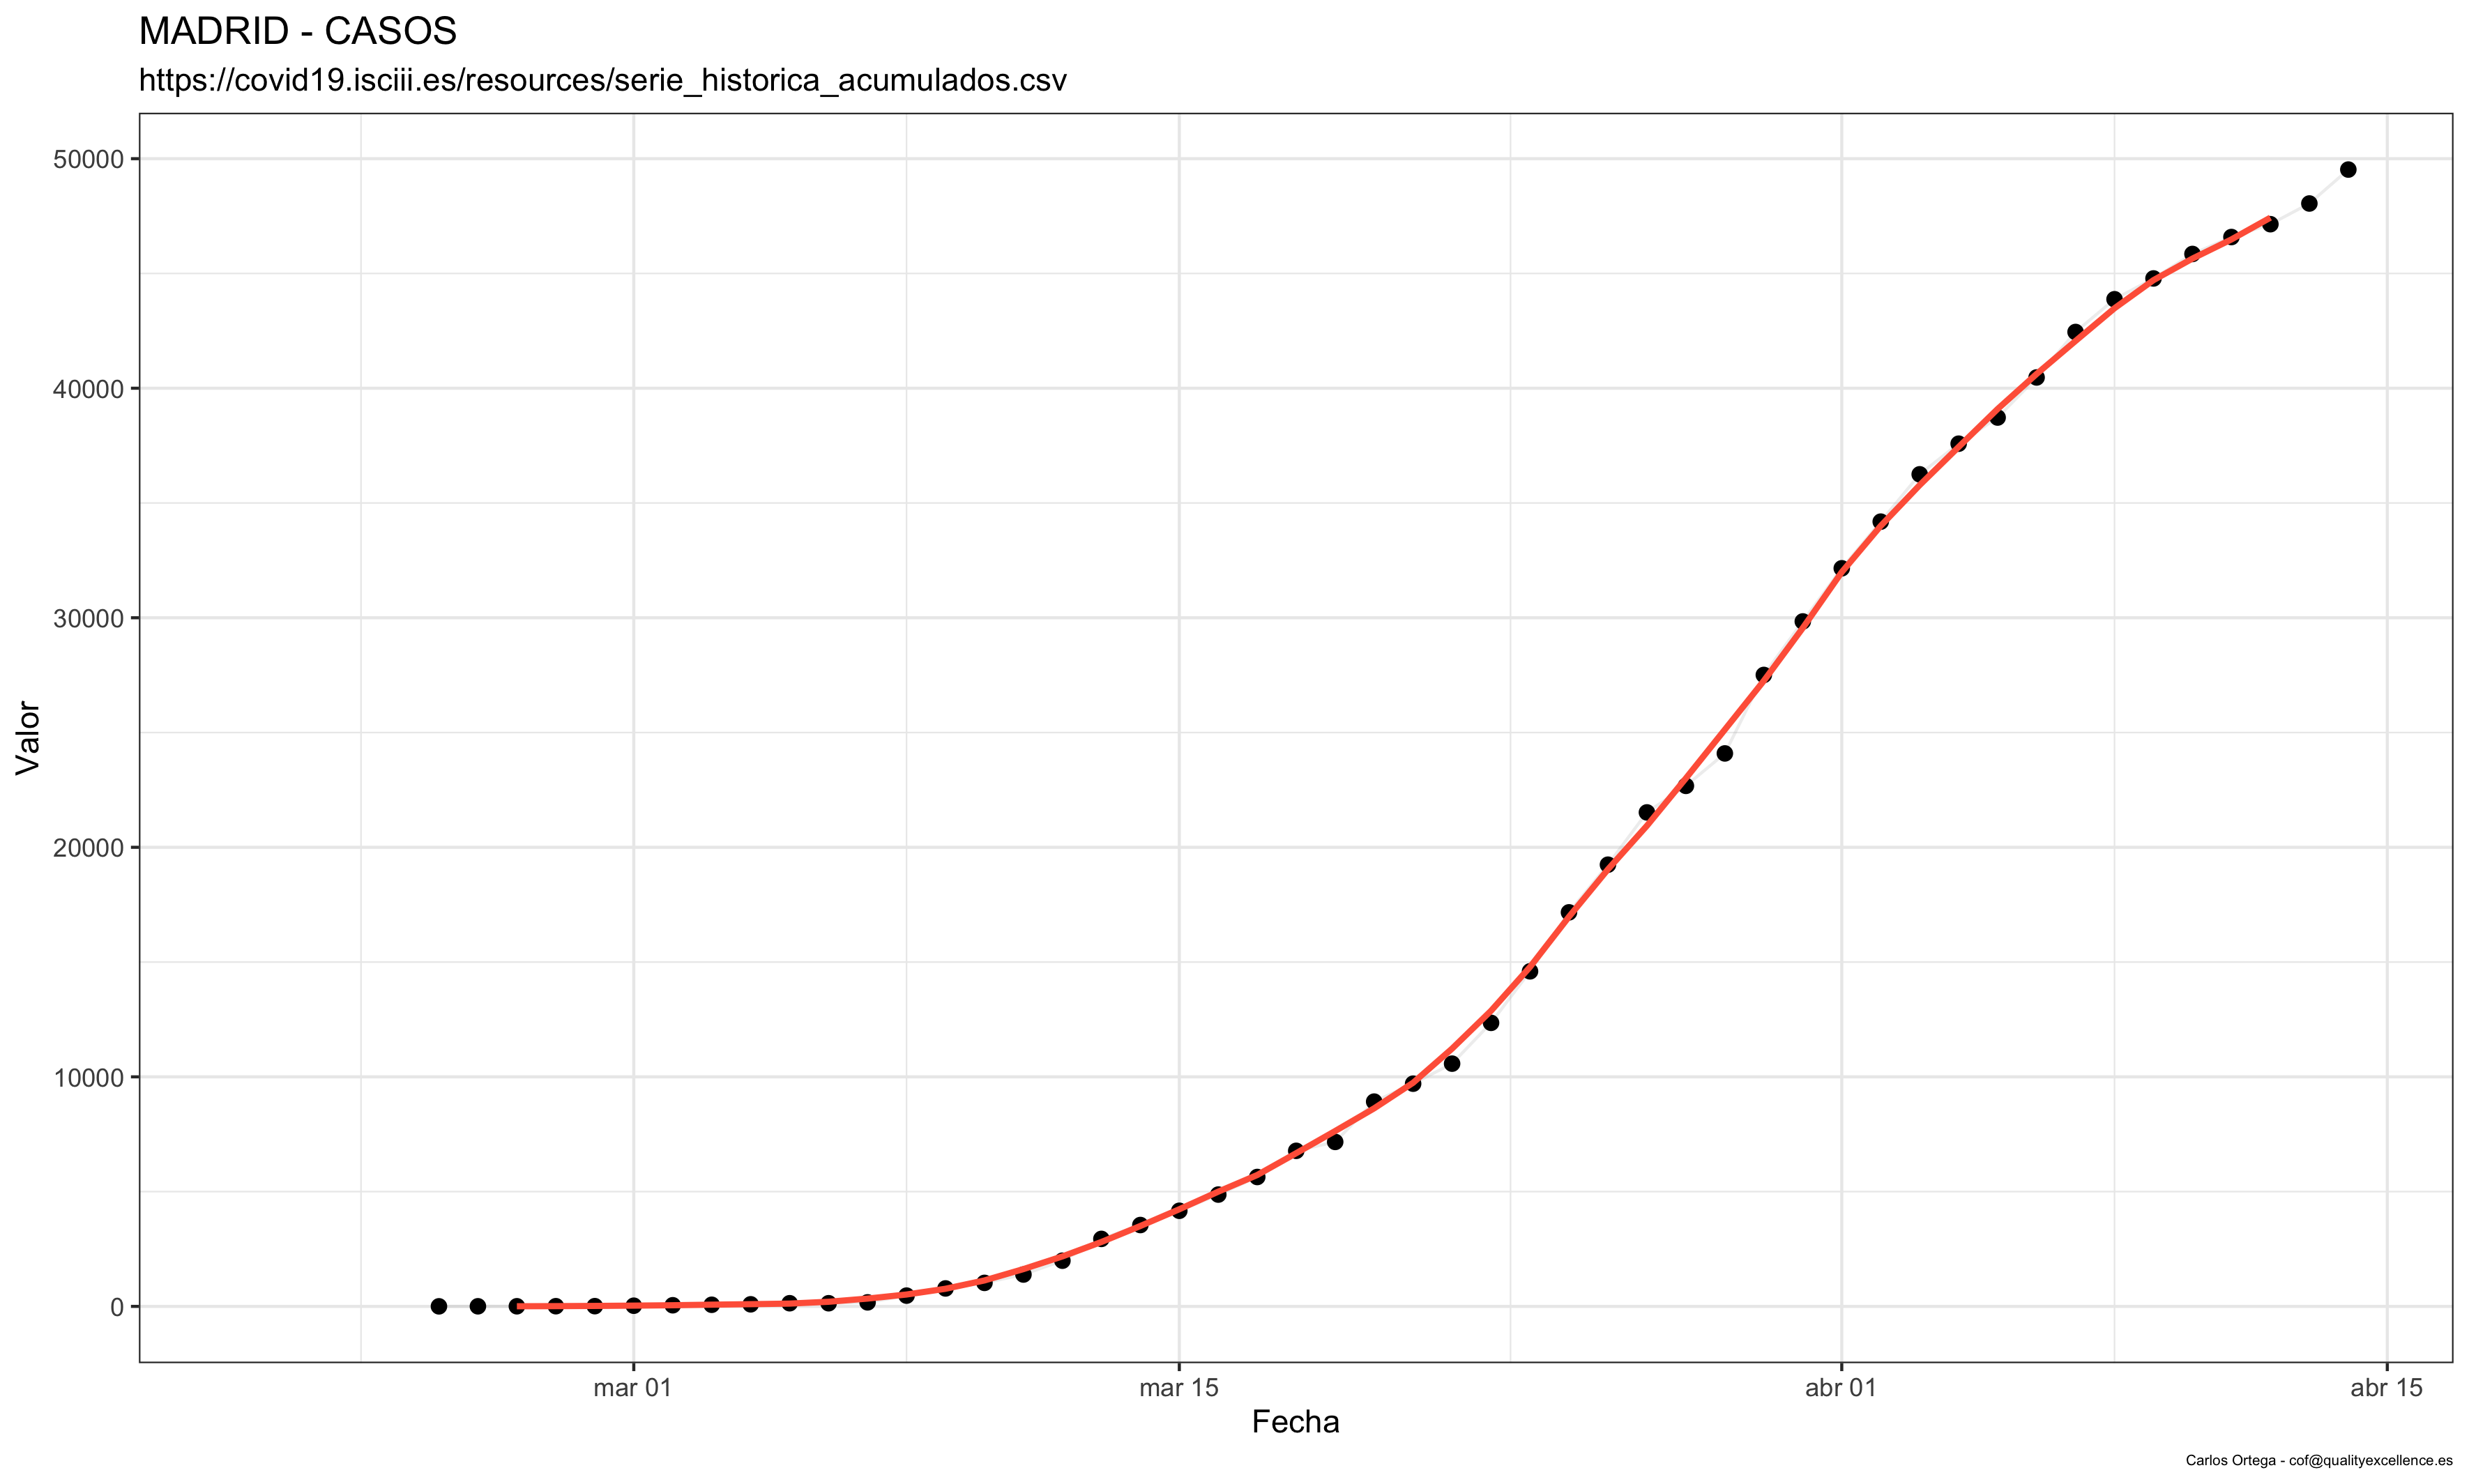 MADRID - CASOS
https://covid19.isciii.es/resources/serie_historica_acumulados.csv
Valor
50000
40000
30000
20000
10000
0
mar 01
mar 15
abr 01
abr 15
Fecha
Carlos Ortega - cof@qualityexcellence.es